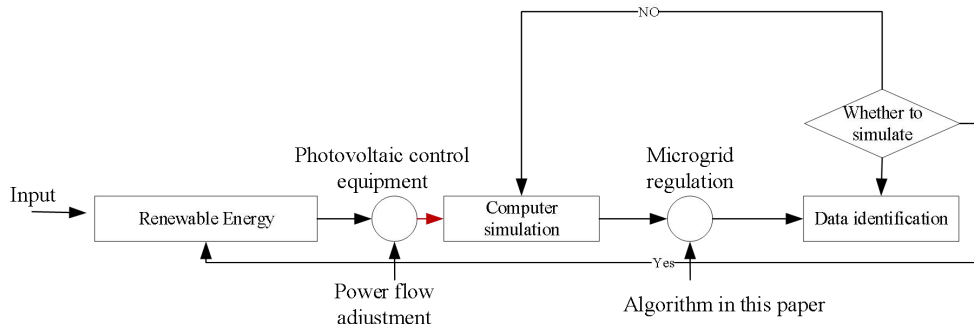 NO
Whether to
simulate
Photovoltaic control
equipment
Microgrid
regulation
Input
Renewable Energy
Computer
simulation
Data identification
Yes
Power flow
adjustment
Algorithm in this paper